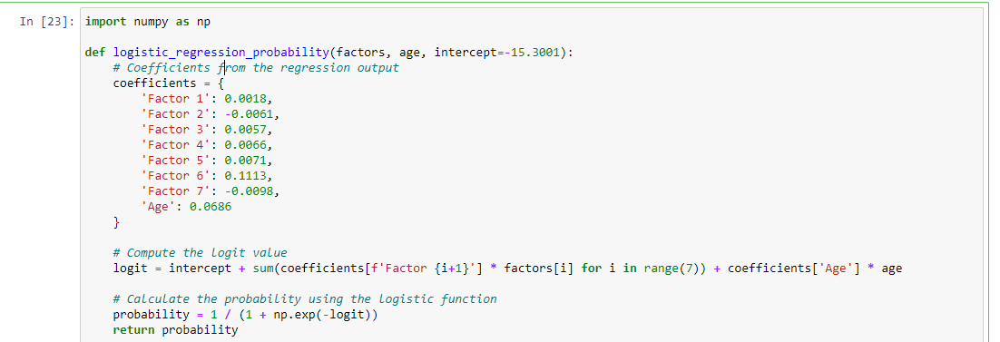 In [23]: import numpy as np
def logistic_regression_probability(factors, age, intercept=-15.3001):
# Coefficients from the regression output
coefficients = {
'Factor 1': 0.0018,
'Factor 2': -0.0061,
'Factor 3': 0.0057,
'Factor 4': 0.0066,
'Factor 5': 0.0071,
'Factor 6': 0.1113,
'Factor 7': -0.0098,
'Age': 0.0686
}
# Compute the logit value
logit = intercept + sum(coefficients[f'Factor {i+1}'] * factors[i] for i in range(7)) + coefficients['Age'] * age
# Calculate the probability using the logistic function
probability = 1 / (1 + np.exp(-logit))
return probability